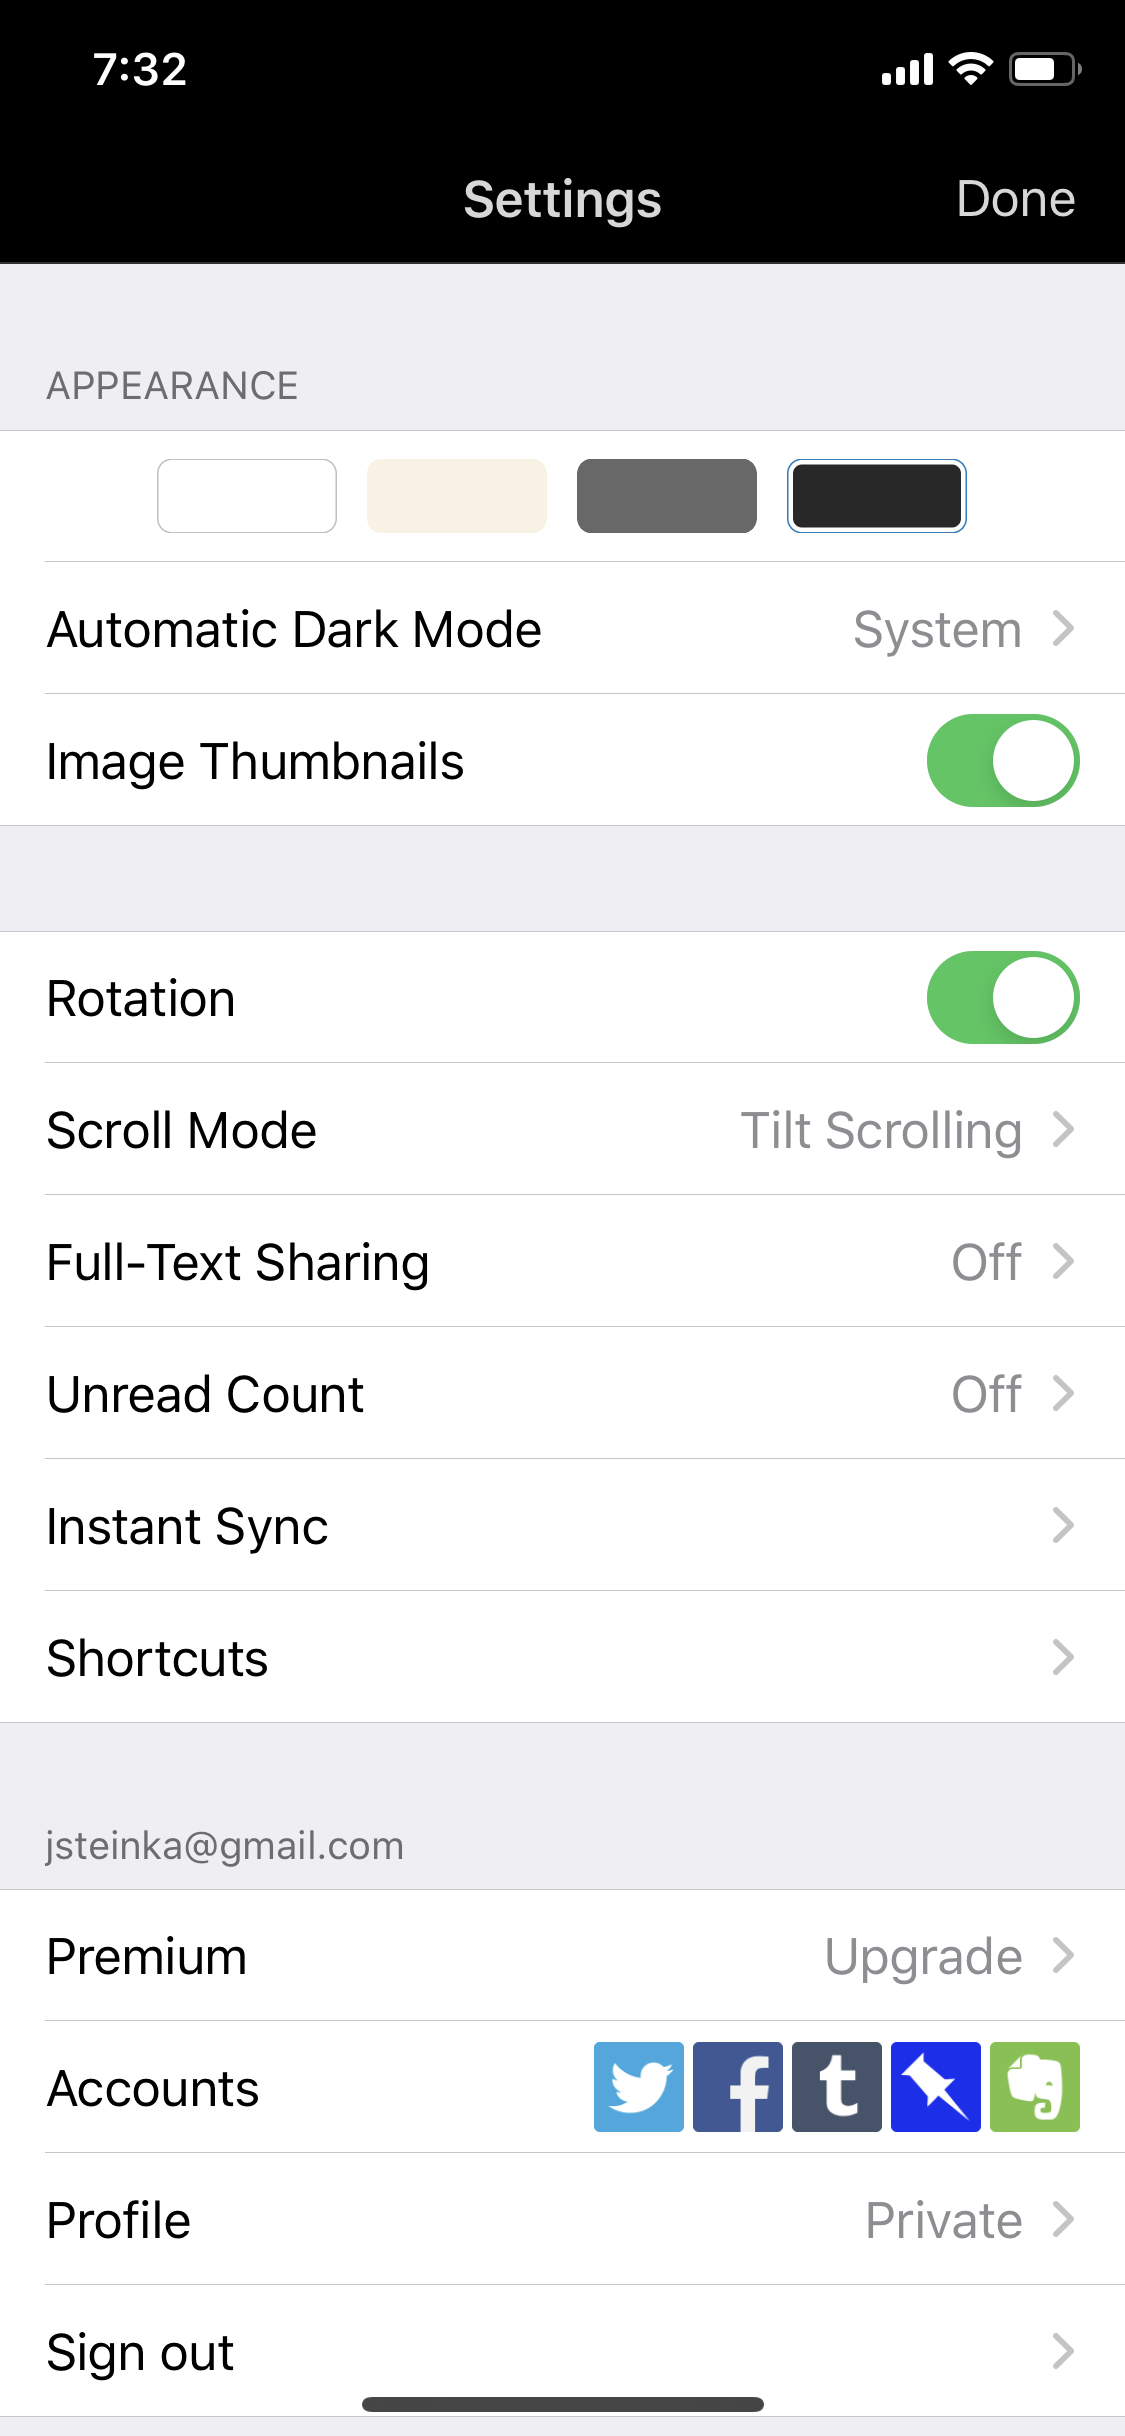 7:32
Settings
Done
APPEARANCE
Automatic Dark Mode
System
Image Thumbnails
Rotation
Scroll Mode
Tilt Scrolling
Full-Text Sharing
Off
Unread Count
Off
Instant Sync
Shortcuts
jsteinka@gmail.com
Premium
Upgrade
Accounts
Profile
Private
Sign out